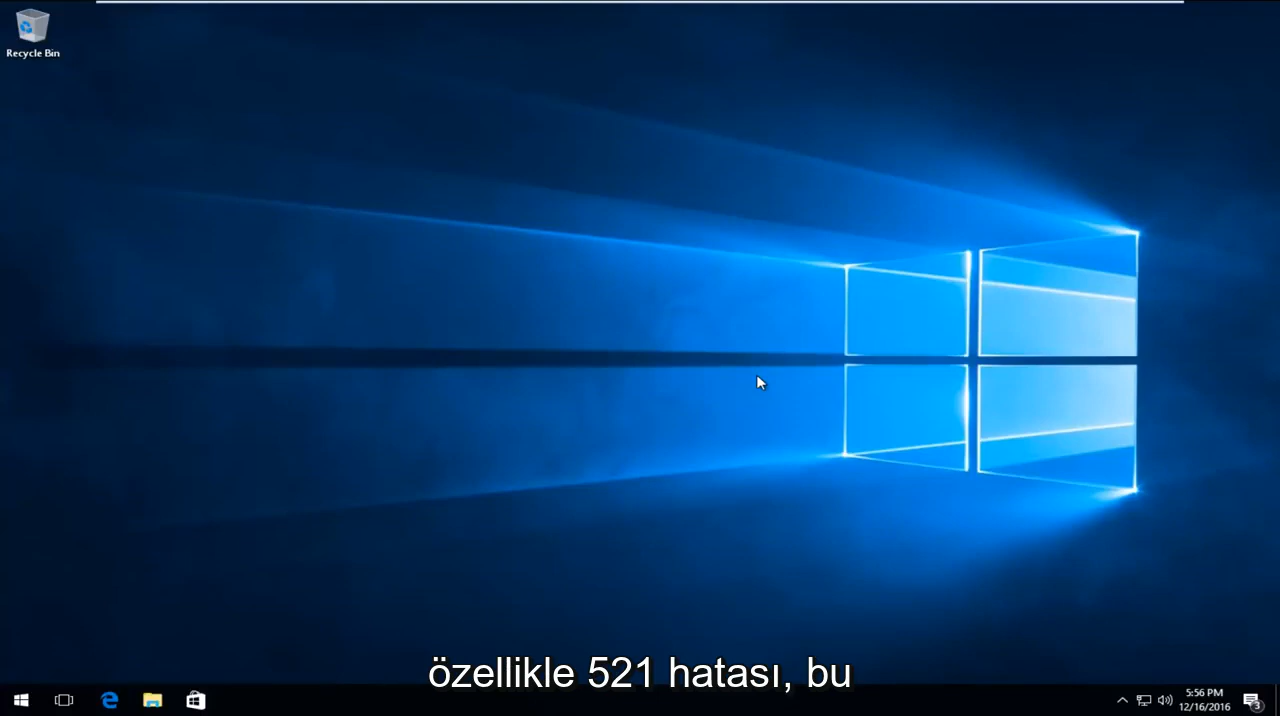 Recycle Bin
özellikle 521 hatası, bu
5:56 PM
12/16/2016
3